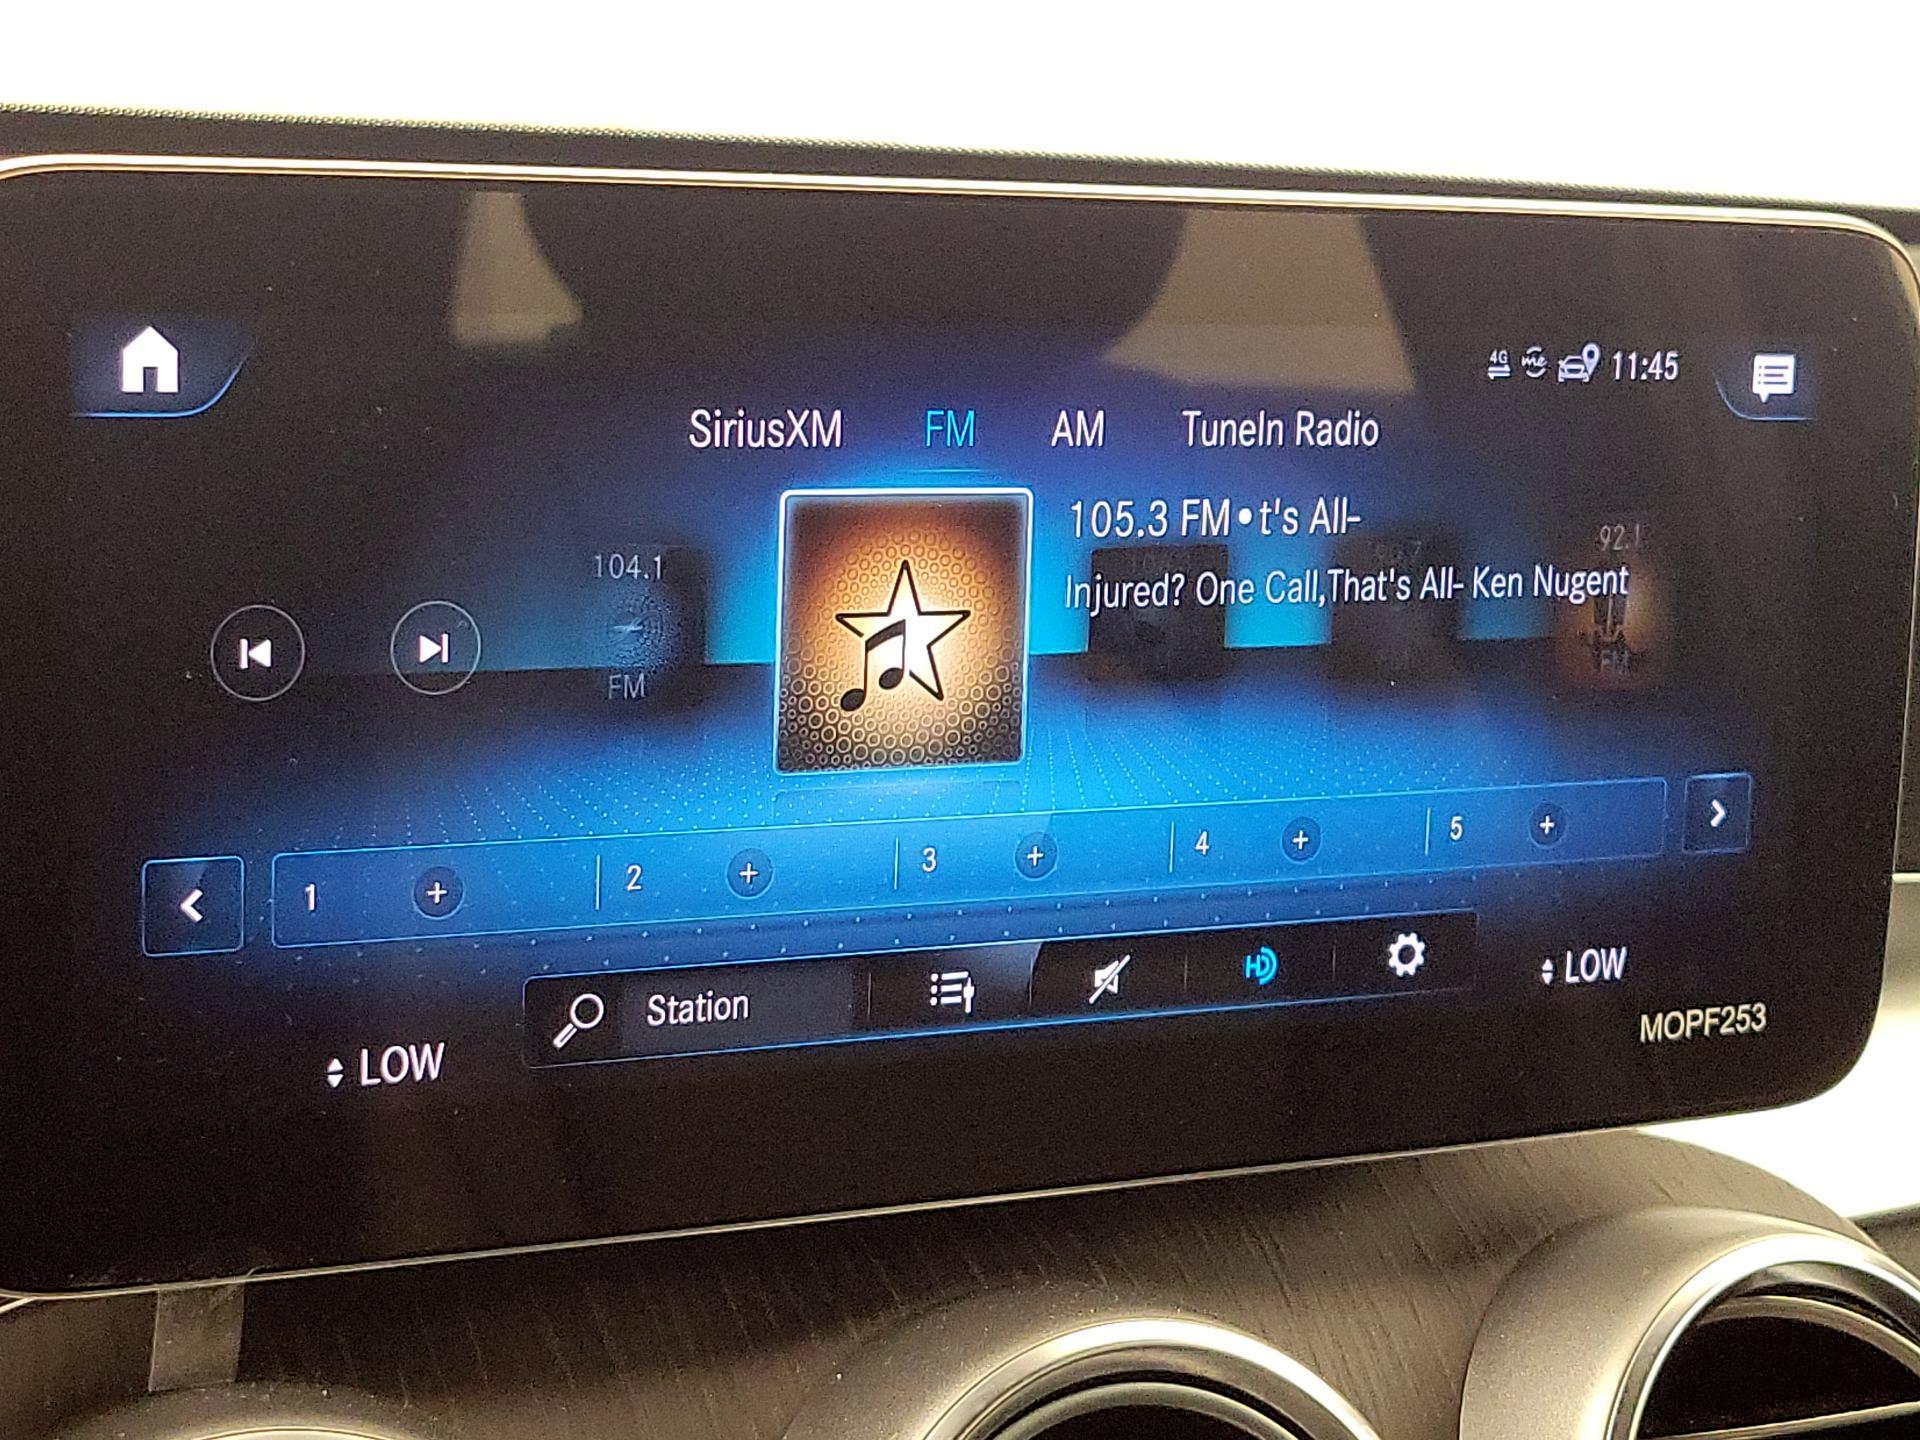 4G me 11:45
SiriusXM FM AM TuneIn Radio
105.3 FM•t's All-
Injured? One Call,That's All- Ken Nugent
104.1
FM
92.1
FM
1 + 2 + 3 + 4 + 5 +
Station HD
LOW
LOW
MOPF253